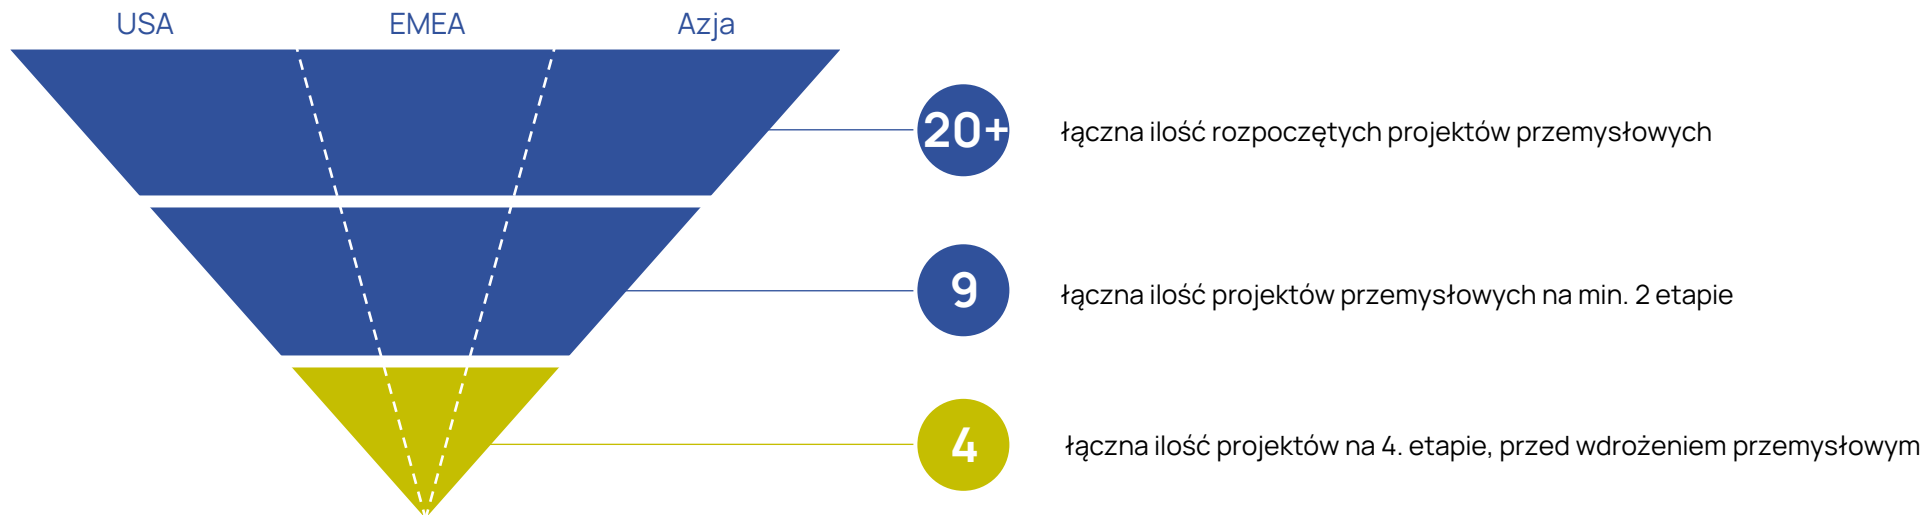 USA
EMEA
Azja
20+
łączna ilość rozpoczętych projektów przemysłowych
9
łączna ilość projektów przemysłowych na min. 2 etapie
4
łączna ilość projektów na 4. etapie, przed wdrożeniem przemysłowym